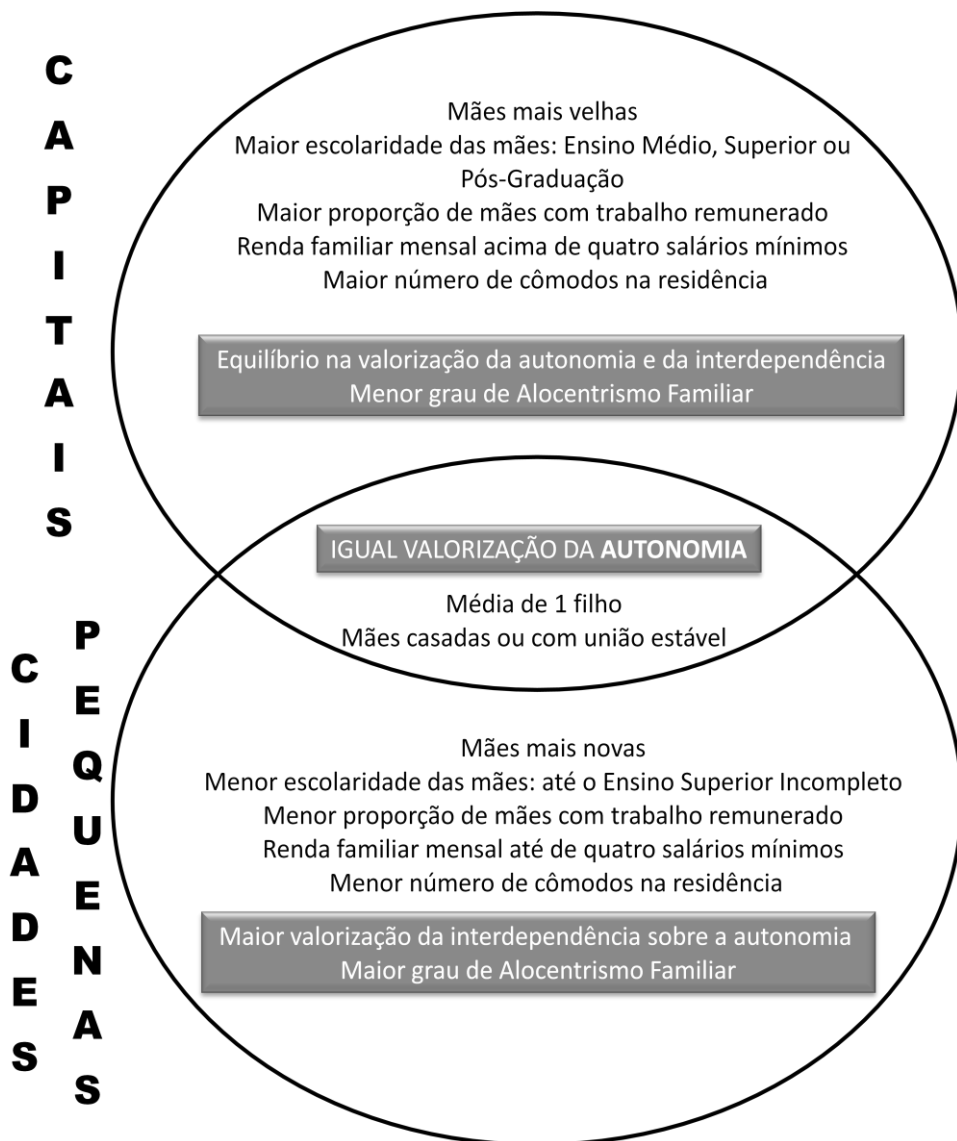 CAPITAIS
Mães mais velhas
Maior escolaridade das mães: Ensino Médio, Superior ou
Pós-Graduação
Maior proporção de mães com trabalho remunerado
Renda familiar mensal acima de quatro salários mínimos
Maior número de cômodos na residência
Equilíbrio na valorização da autonomia e da interdependência
Menor grau de Alocentrismo Familiar
IGUAL VALORIZAÇÃO DA AUTONOMIA
Média de 1 filho
Mães casadas ou com união estável
CIDADES
PEQUENAS
Mães mais novas
Menor escolaridade das mães: até o Ensino Superior Incompleto
Menor proporção de mães com trabalho remunerado
Renda familiar mensal até de quatro salários mínimos
Menor número de cômodos na residência
Maior valorização da interdependência sobre a autonomia
Maior grau de Alocentrismo Familiar